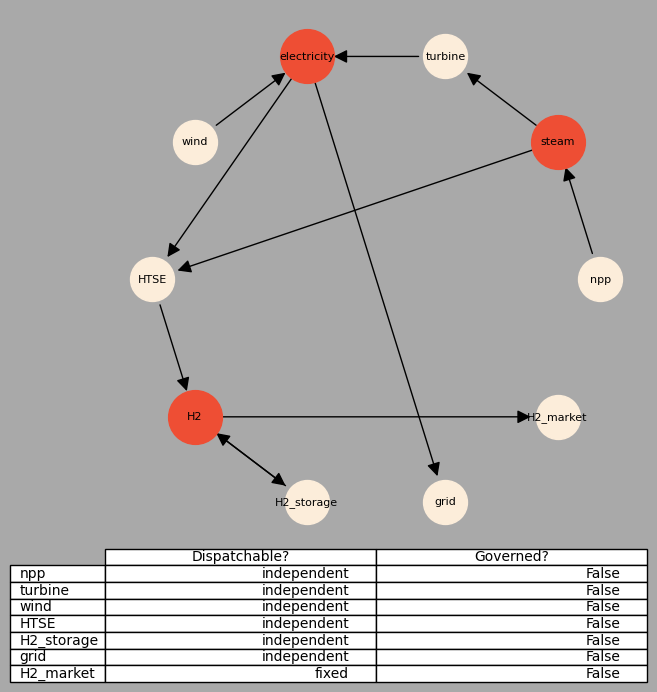 electricity
turbine
wind
steam
HTSE
npp
H2
H2_market
H2_storage
grid
Dispatchable? Governed?
npp independent False
turbine independent False
wind independent False
HTSE independent False
H2_storage independent False
grid independent False
H2_market fixed False